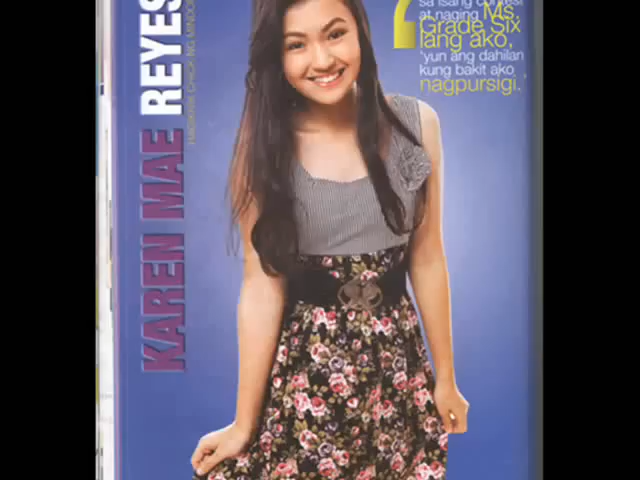 KAREN MAE REYES
sa isang contest
at naging Ms.
Grade Six
lang ako,
'yun ang dahilan
kung bakit ako
nagpursigi.